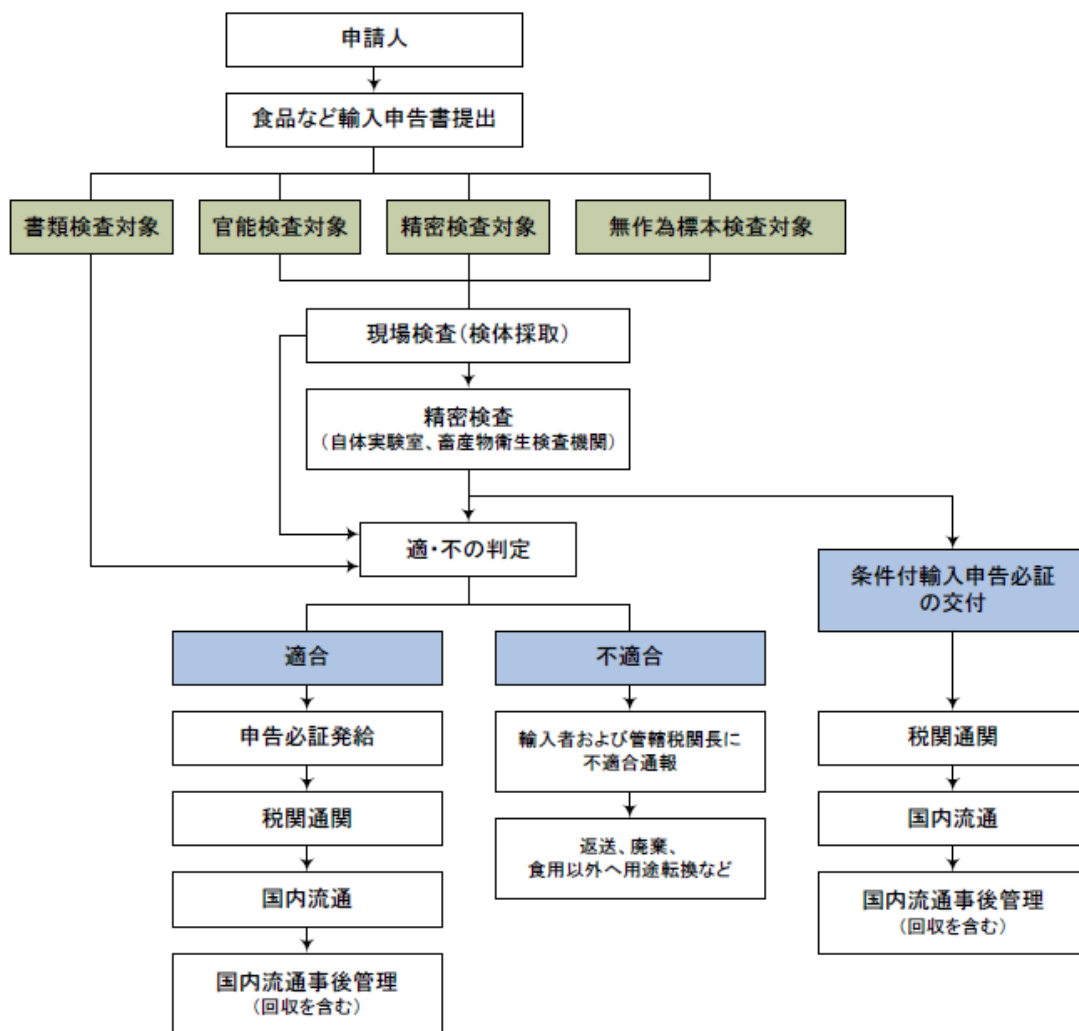 申請人
食品など輸入申告書提出
書類検査対象
官能検査対象
精密検査対象
無作為標本検査対象
現場検査(検体採取)
精密検査
(自体実験室、畜産物衛生検査機関)
適・不の判定
条件付輸入申告必証
の交付
適合
不適合
申告必証発給
輸入者および管轄税関長に
不適合通報
税関通関
税関通関
返送、廃棄、
食用以外へ用途転換など
国内流通
国内流通
国内流通事後管理
(回収を含む)
国内流通事後管理
(回収を含む)